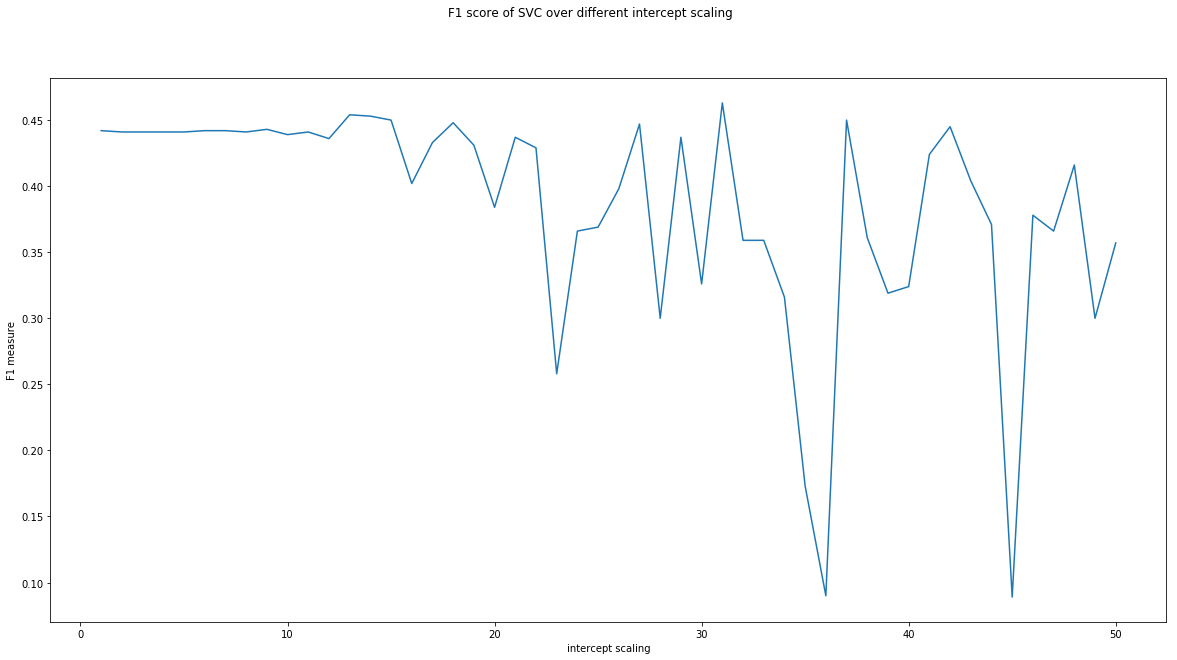 F1 score of SVC over different intercept scaling
0.45
0.40
0.35
0.30
0.25
0.20
0.15
0.10
F1 measure
0 10 20 30 40 50
intercept scaling